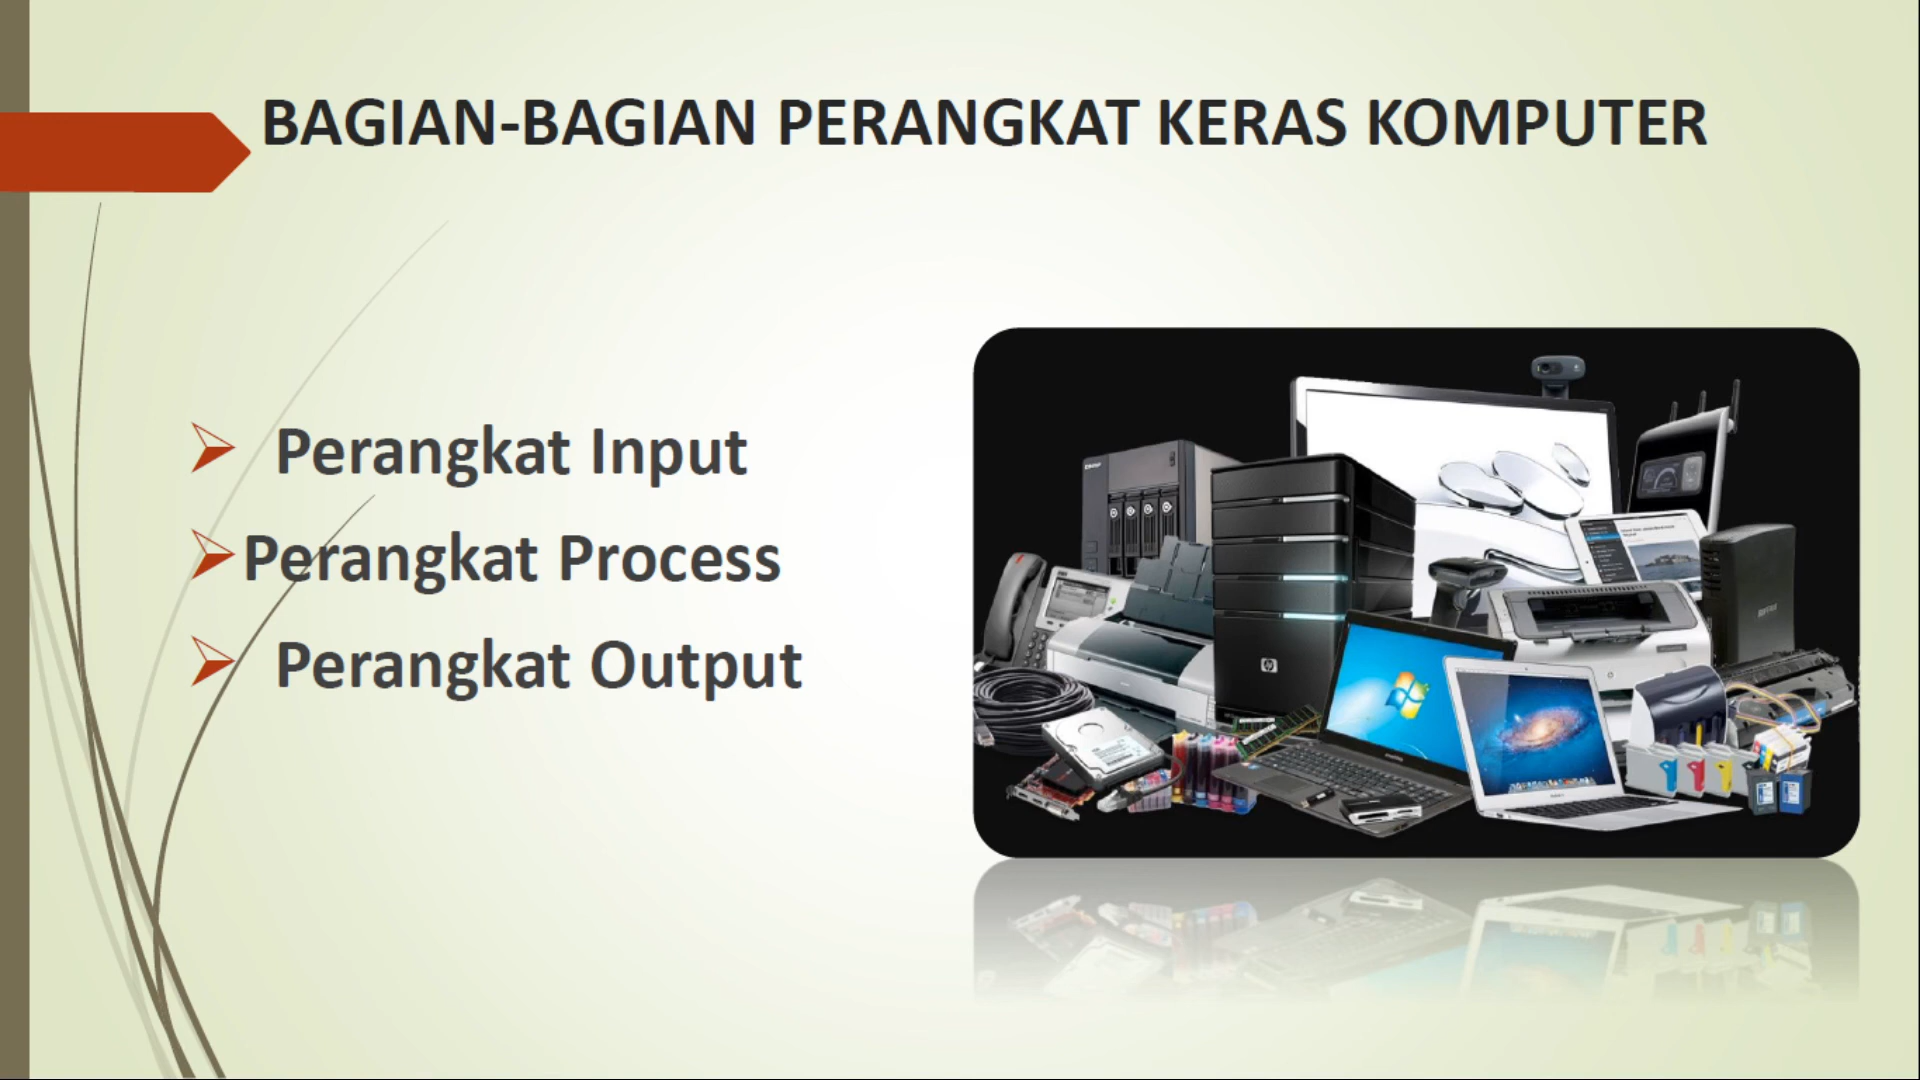 BAGIAN-BAGIAN PERANGKAT KERAS KOMPUTER
Perangkat Input
Perangkat Process
Perangkat Output